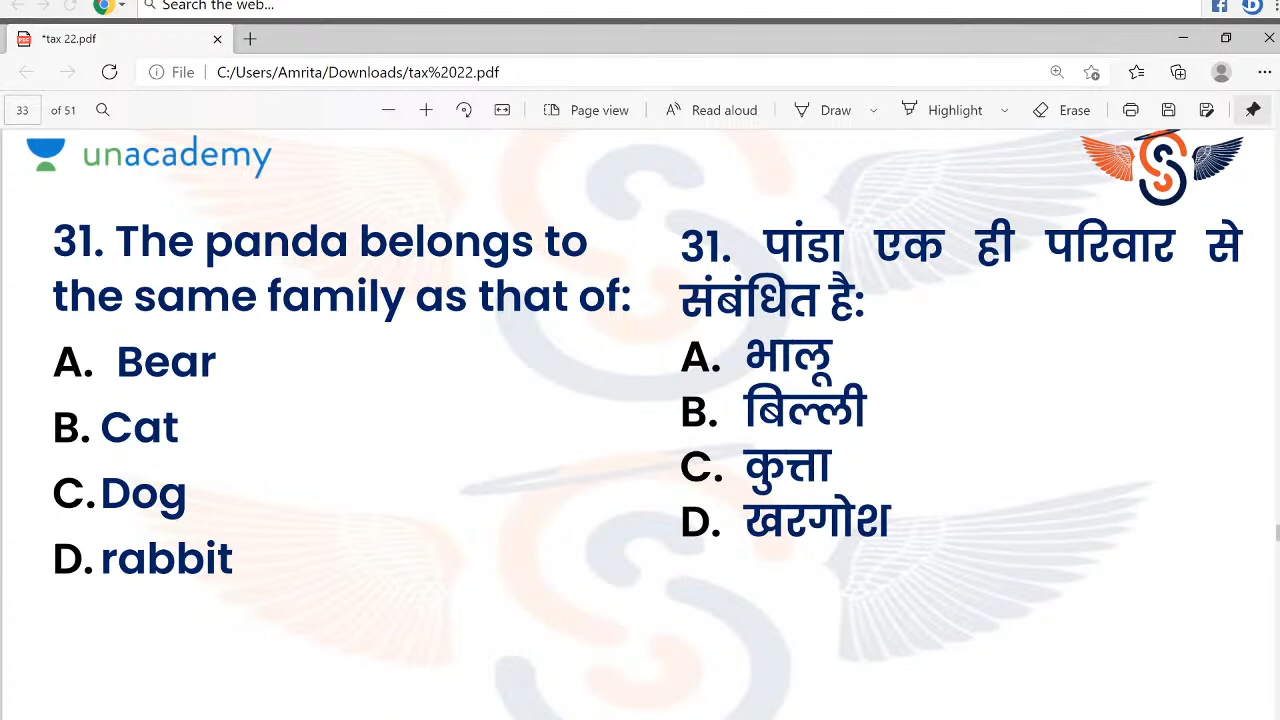 Search the web...
*tax 22.pdf
File
C:/Users/Amrita/Downloads/tax%2022.pdf
33 of 51
Page view
Read aloud
Draw
Highlight
Erase
unacademy
31. The panda belongs to
the same family as that of:
A. Bear
B. Cat
C. Dog
D. rabbit
31. पांडा एक ही परिवार से
संबंधित है:
A. भालू
B. बिल्ली
C. कुत्ता
D. खरगोश